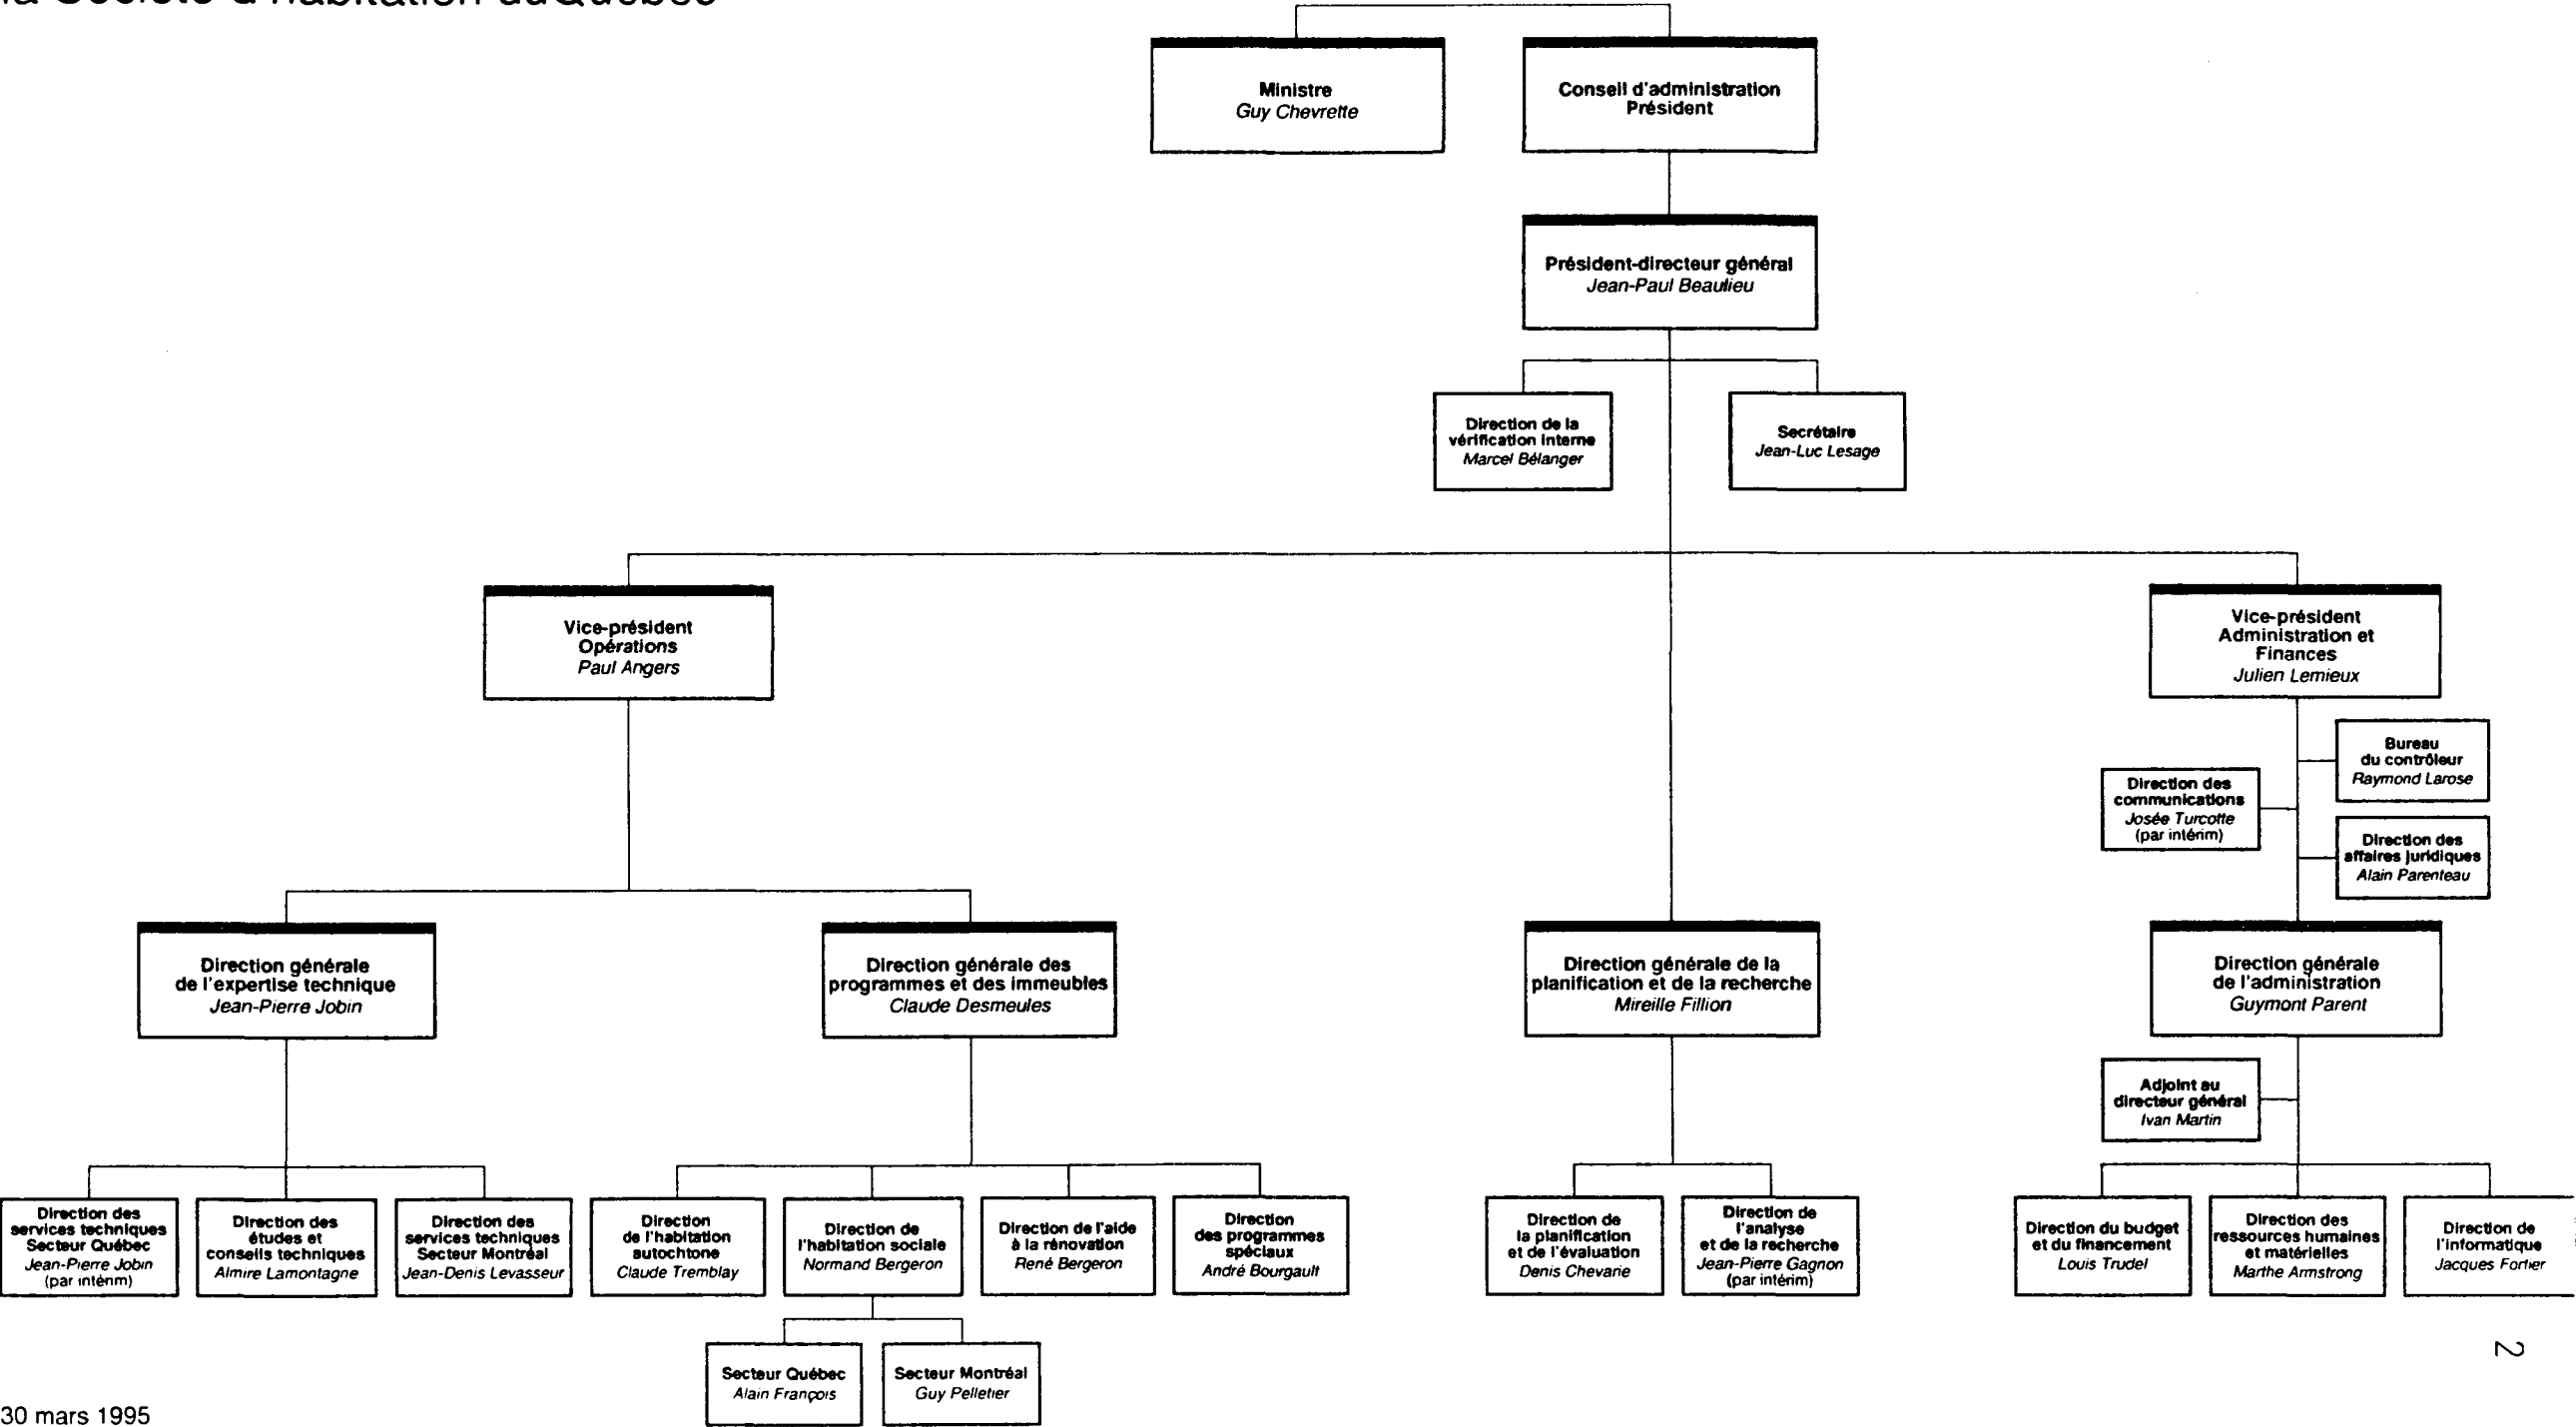 la Société d'habitation du Québec
Ministre
Guy Chevrette
Conseil d'administration
Président
Président-directeur général
Jean-Paul Beaulieu
Direction de la
vérification interne
Marcel Bélanger
Secrétaire
Jean-Luc Lesage
Vice-président
Opérations
Paul Angers
Vice-président
Administration et
Finances
Julien Lemieux
Bureau
du contrôleur
Raymond Larose
Direction des
communications
Josée Turcotte
(par intérim)
Direction des
affaires juridiques
Alain Parenteau
Direction générale
de l'expertise technique
Jean-Pierre Jobin
Direction générale des
programmes et des immeubles
Claude Desmeules
Direction générale de la
planification et de la recherche
Mireille Fillion
Direction générale
de l'administration
Guymont Parent
Adjoint au
directeur général
Ivan Martin
Direction des
services techniques
Secteur Québec
Jean-Pierre Jobin
(par intérim)
Direction des
études et
conseils techniques
Almire Lamontagne
Direction des
services techniques
Secteur Montréal
Jean-Denis Levasseur
Direction
de l'habitation
autochtone
Claude Tremblay
Direction de
l'habitation sociale
Normand Bergeron
Direction de l'aide
à la rénovation
René Bergeron
Direction
des programmes
spéciaux
André Bourgault
Direction de
la planification
et de l'évaluation
Denis Chevarie
Direction de
l'analyse
et de la recherche
Jean-Pierre Gagnon
(par intérim)
Direction du budget
et du financement
Louis Trudel
Direction des
ressources humaines
et matérielles
Marthe Armstrong
Direction de
l'informatique
Jacques Fortier
Secteur Québec
Alain François
Secteur Montréal
Guy Pelletier
2
30 mars 1995